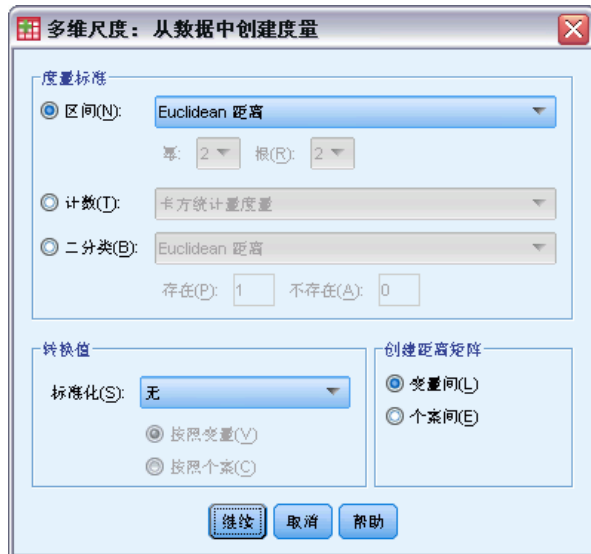 多维尺度：从数据中创建度量
度量标准
区间(N): Euclidean 距离
幂: 2 根(R): 2
计数(T): 卡方统计量度量
二分类(B): Euclidean 距离
存在(P): 1 不存在(A): 0
转换值
标准化(S): 无
按照变量(V)
按照个案(C)
创建距离矩阵
变量间(L)
个案间(E)
继续 取消 帮助